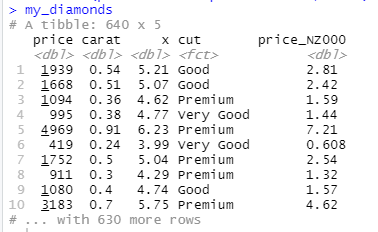 > my_diamonds
# A tibble: 640 x 5
price carat x cut price_NZ000
<dbl> <dbl> <dbl> <fct> <dbl>
1 1939 0.54 5.21 Good 2.81
2 1668 0.51 5.07 Good 2.42
3 1094 0.36 4.62 Premium 1.59
4 995 0.38 4.77 Very Good 1.44
5 4969 0.91 6.23 Premium 7.21
6 419 0.24 3.99 Very Good 0.608
7 1752 0.5 5.04 Premium 2.54
8 911 0.3 4.29 Premium 1.32
9 1080 0.4 4.74 Good 1.57
10 3183 0.7 5.75 Premium 4.62
# ... with 630 more rows